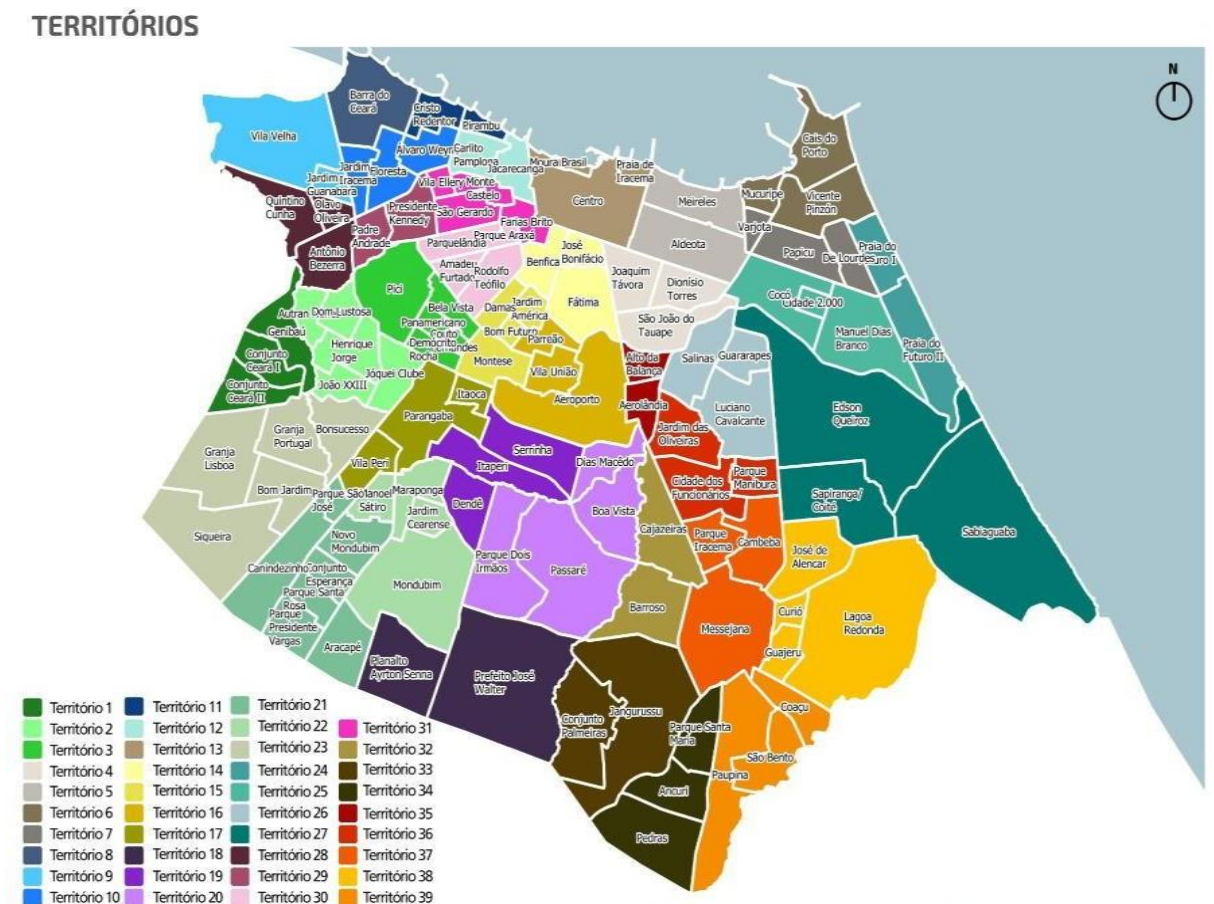 TERRITÓRIOS
N
Barra do
Ceará
Cristo
Redentor
Pirambu
Vila Velha
Cais do
Porto
Álvaro Weyne
Carlito
Pamplona
Jacarecanga
Moura Brasil
Praia de
Iracema
Jardim
Iracema
Floresta
Jardim
Guanabara
Vila Ellery
Monte
Castelo
Centro
Meireles
Mucuripe
Vicente
Pinzón
Quintino
Cunha
Olavo
Oliveira
Presidente
Kennedy
São Gerardo
Farias Brito
Varjota
Padre
Andrade
Parque Araxá
Parquelândia
José
Bonifácio
Aldeota
Papicu
De Lourdes
Praia do
Antônio
Bezerra
Benfica
Amadeu
Furtado
Rodolfo
Teófilo
Joaquim
Távora
Dionísio
Torres
Pici
Fátima
Cocó
Cidade 2.000
Bela Vista
Damas
Jardim
América
Autran
Dom Lustosa
Panamericano
Couto
Fernandes
Bom Futuro
São João do
Tauape
Genibaú
Henrique
Jorge
Demócrito
Rocha
Parreão
Manuel Dias
Branco
Praia do
Futuro II
Conjunto
Ceará I
Montese
Vila União
Alto da
Balança
Salinas
Guararapes
Conjunto
Ceará II
João XXIII
Jóquei Clube
Itaoca
Aeroporto
Aerolândia
Luciano
Cavalcante
Edson
Queiroz
Parangaba
Granja
Portugal
Bonsucesso
Jardim das
Oliveiras
Granja
Lisboa
Serrinha
Vila Peri
Itaperi
Dias Macêdo
Cidade dos
Funcionários
Parque
Manibura
Bom Jardim
Parque São
José
Manoel
Sátiro
Maraponga
Jardim
Cearense
Dendê
Boa Vista
Sapiranga/
Coité
Siqueira
Cajazeiras
Sabiaguaba
Novo
Mondubim
Parque
Iracema
Cambeba
José de
Alencar
Canindezinho
Conjunto
Esperança
Parque Dois
Irmãos
Passaré
Mondubim
Parque Santa
Rosa
Barroso
Curió
Lagoa
Redonda
Parque
Presidente
Vargas
Messejana
Guajeru
Aracapé
Planalto
Ayrton Senna
Prefeito José
Walter
Coaçu
Conjunto
Palmeiras
Jangurussu
Parque Santa
Maria
São Bento
Paupina
Ancuri
Pedras
Território 1
Território 2
Território 3
Território 4
Território 5
Território 6
Território 7
Território 8
Território 9
Território 10
Território 11
Território 12
Território 13
Território 14
Território 15
Território 16
Território 17
Território 18
Território 19
Território 20
Território 21
Território 22
Território 23
Território 24
Território 25
Território 26
Território 27
Território 28
Território 29
Território 30
Território 31
Território 32
Território 33
Território 34
Território 35
Território 36
Território 37
Território 38
Território 39